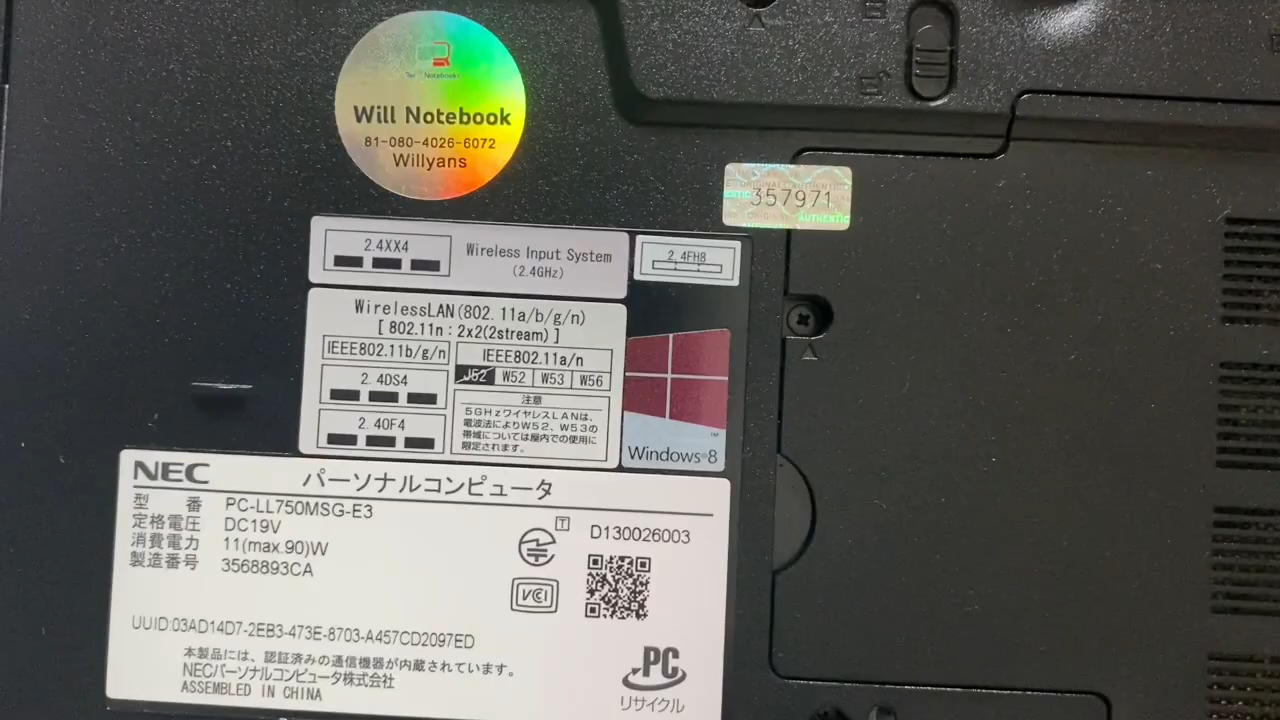 Will Notebook
81-080-4026-6072
Willyans
357971
AUTHENTIC
2.4XX4
Wireless Input System
(2.4GHz)
2.4FH8
WirelessLAN(802.11a/b/g/n)
[ 802.11n : 2x2(2stream) ]
IEEE802.11b/g/n
IEEE802.11a/n
J52 W52 W53 W56
2.4DS4
2.4OF4
注意
5GHzワイヤレスLANは、
電波法によりW52、W53の
帯域については屋内での使用に
限定されます。
Windows®8
NEC
パーソナルコンピュータ
型 番 PC-LL750MSG-E3
定格電圧 DC19V
消費電力 11(max.90)W
製造番号 3568893CA
T
D130026003
VCI
UUID:03AD14D7-2EB3-473E-8703-A457CD2097ED
本製品には、認証済みの通信機器が内蔵されています。
NECパーソナルコンピュータ株式会社
ASSEMBLED IN CHINA
PC
リサイクル